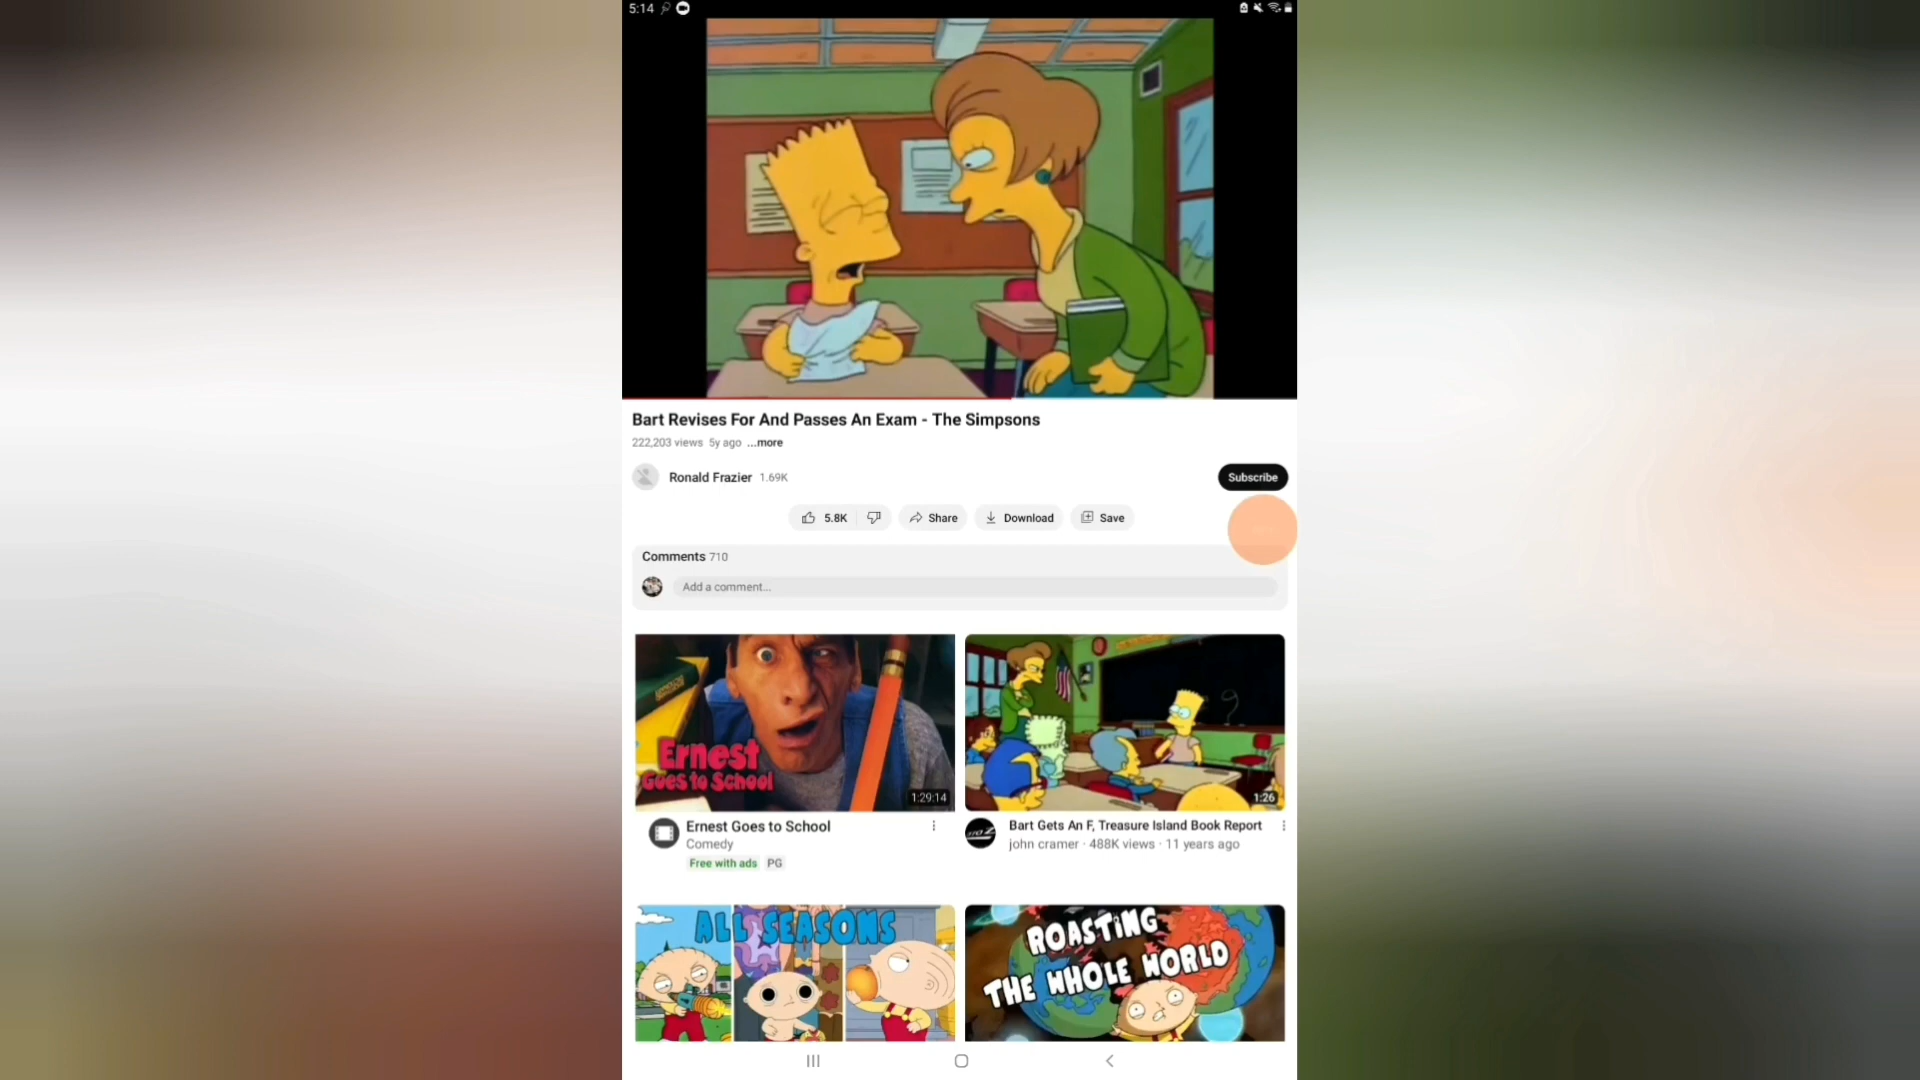 5:14
Bart Revises For And Passes An Exam - The Simpsons
222,203 views 5y ago ...more
Ronald Frazier 1.69K
Subscribe
5.8K
Share
Download
Save
Comments 710
Add a comment...
Ernest
Goes to School
1:29:14
1:26
Ernest Goes to School
Comedy
Free with ads PG
Bart Gets An F, Treasure Island Book Report
john cramer · 488K views · 11 years ago
ALL SEASONS
ROASTING
THE WHOLE WORLD